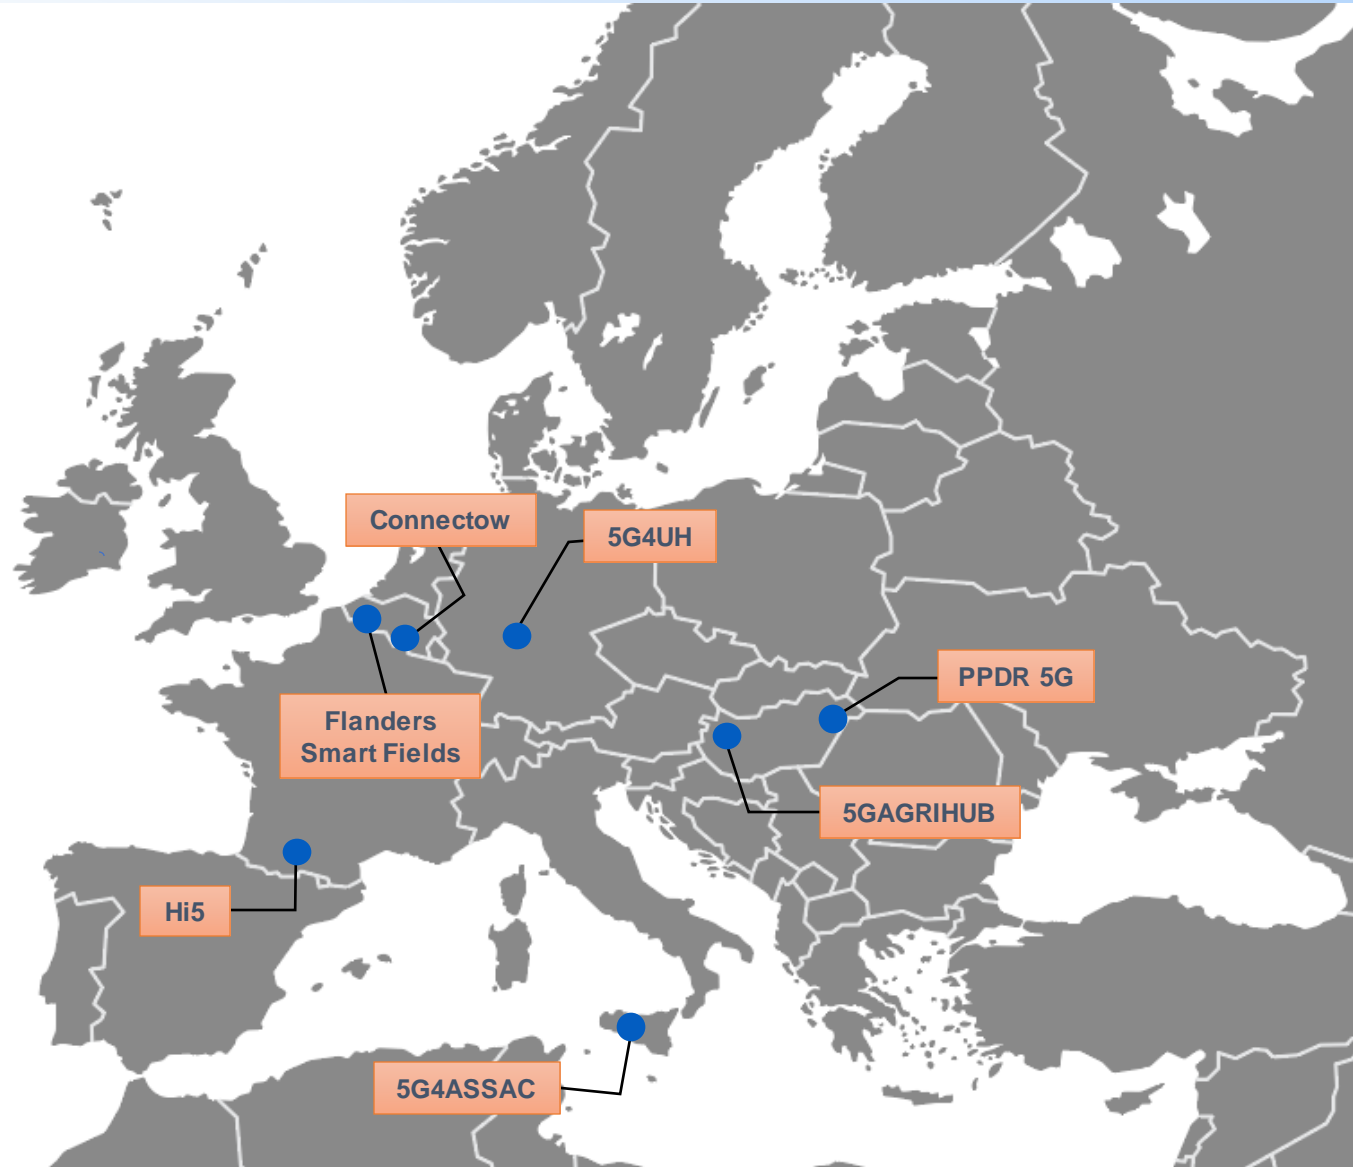 Connectow
5G4UH
Flanders
Smart Fields
PPDR 5G
5GAGRIHUB
Hi5
5G4ASSAC